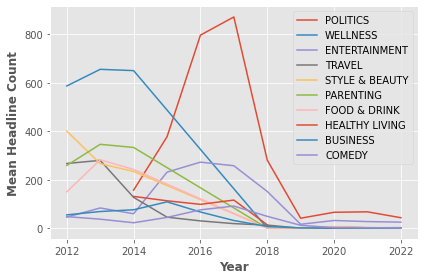 POLITICS
WELLNESS
ENTERTAINMENT
TRAVEL
STYLE & BEAUTY
PARENTING
FOOD & DRINK
HEALTHY LIVING
BUSINESS
COMEDY
Mean Headline Count
800
600
400
200
0
2012 2014 2016 2018 2020 2022
Year